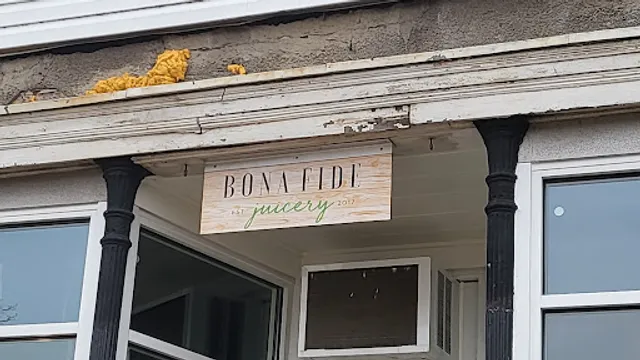 BONA FIDE
EST. juicery 2017